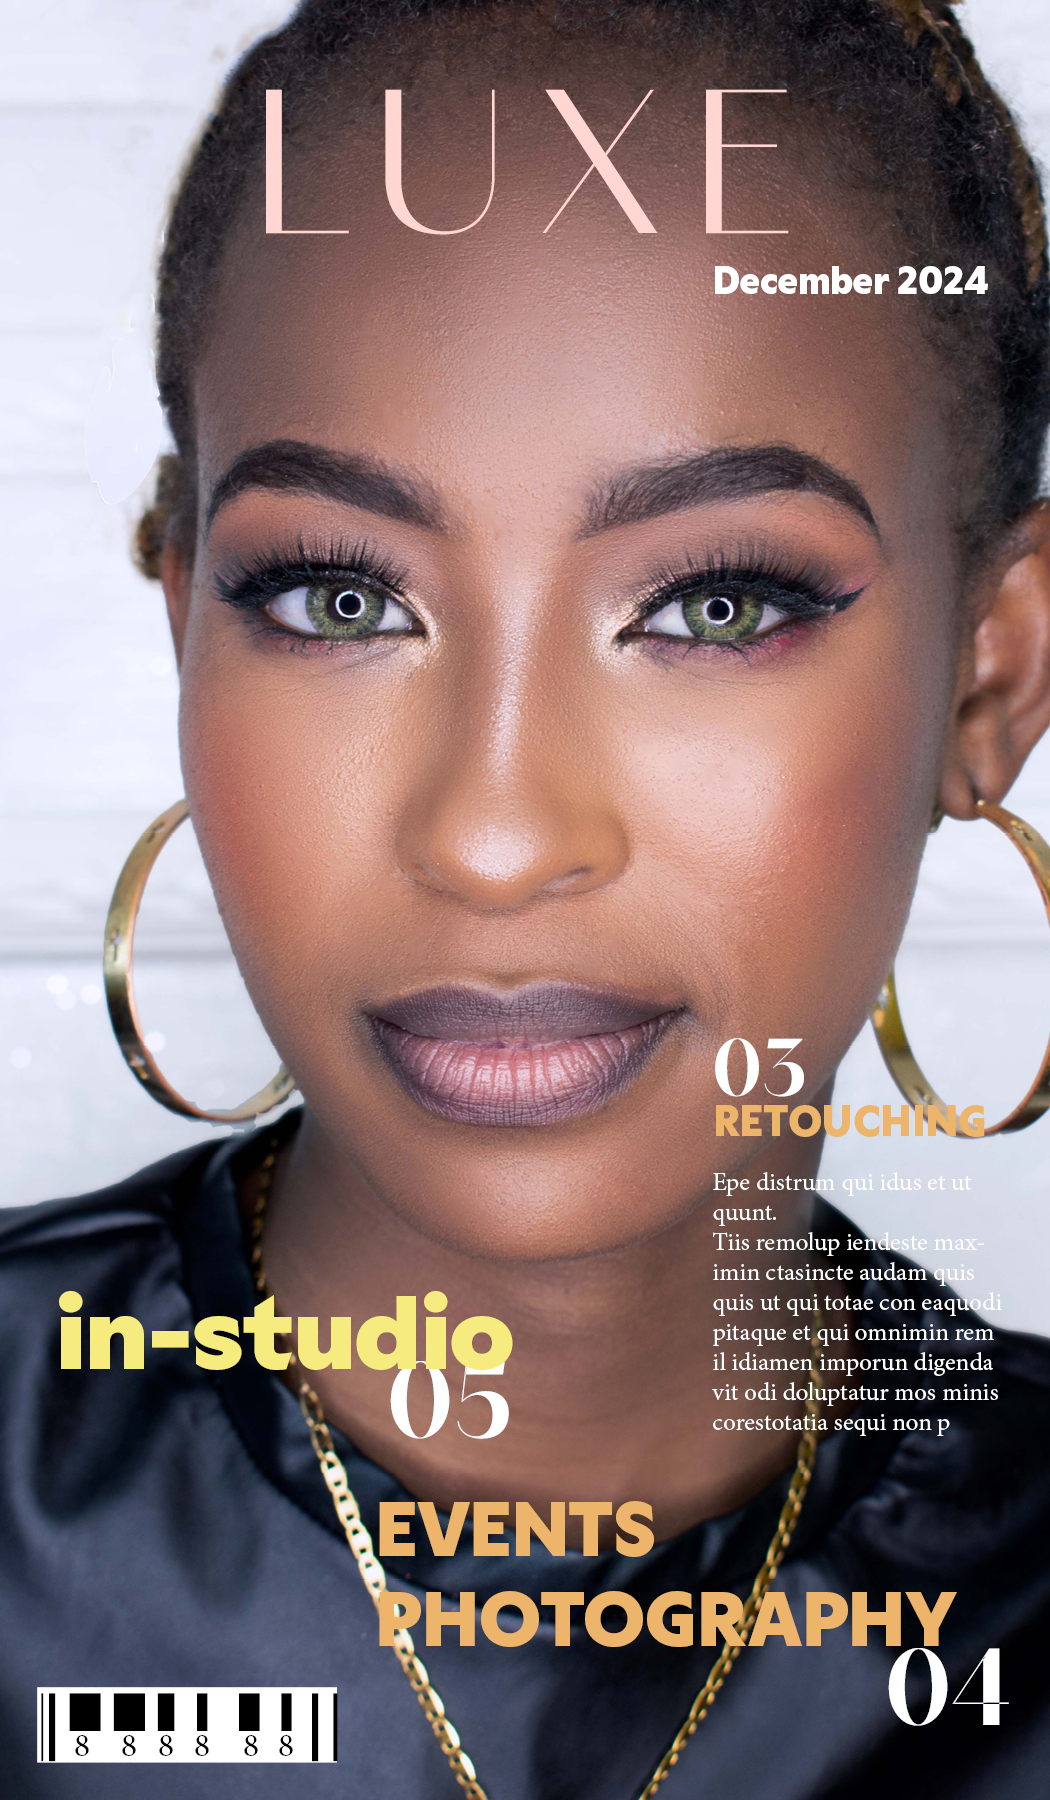 LUXE
December 2024
03
RETOUCHING
Epe distrum qui idus et ut
quunt.
Tiis remolup iendeste max-
imin ctasincte audam quis
quis ut qui totae con eaquodi
pitaque et qui omnimin rem
il idiamen imporun digenda
vit odi doluptatur mos minis
corestotatia sequi non p
in-studio
05
EVENTS
PHOTOGRAPHY
04
8 8 8 8 8 8